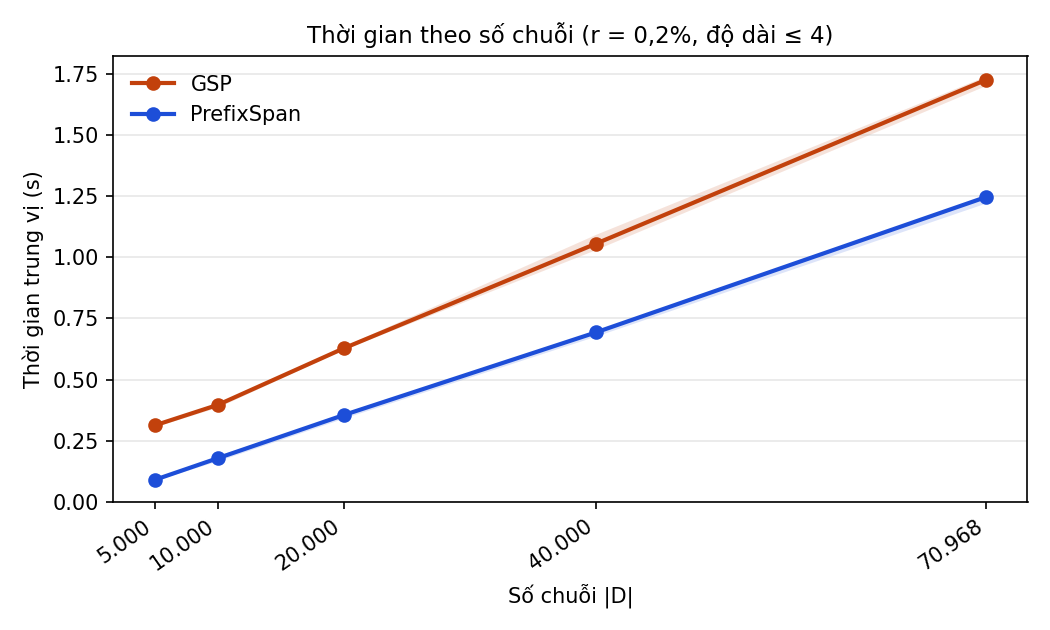 Thời gian theo số chuỗi (r = 0,2%, độ dài ≤ 4)
GSP
PrefixSpan
Thời gian trung vị (s)
1.75
1.50
1.25
1.00
0.75
0.50
0.25
0.00
5.000
10.000
20.000
40.000
70.968
Số chuỗi |D|